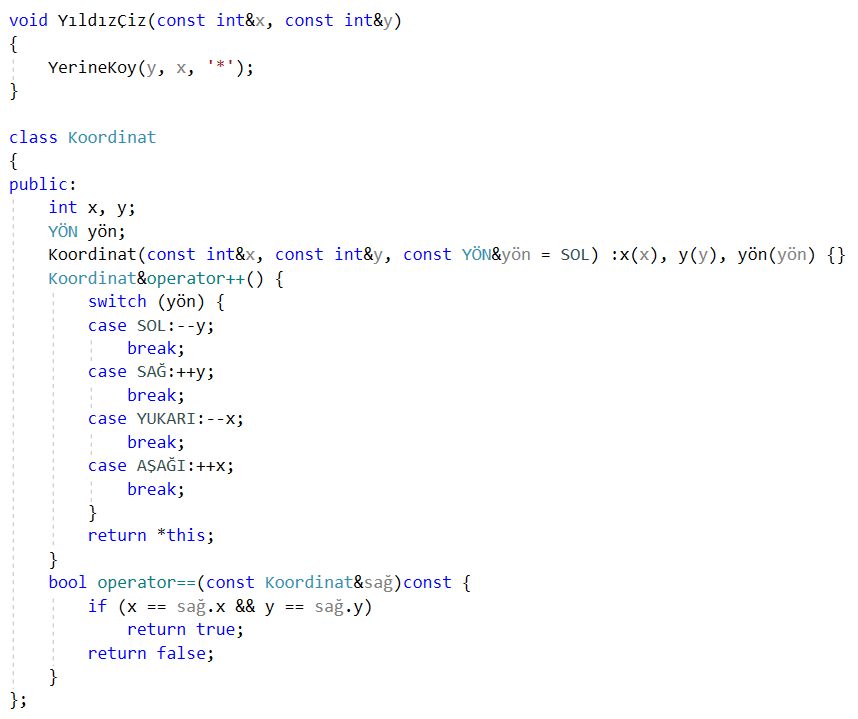 void YıldızÇiz(const int&x, const int&y)
{
    YerineKoy(y, x, '*');
}

class Koordinat
{
public:
    int x, y;
    YÖN yön;
    Koordinat(const int&x, const int&y, const YÖN&yön = SOL) :x(x), y(y), yön(yön) {}
    Koordinat&operator++() {
        switch (yön) {
        case SOL:--y;
            break;
        case SAĞ:++y;
            break;
        case YUKARI:--x;
            break;
        case AŞAĞI:++x;
            break;
        }
        return *this;
    }
    bool operator==(const Koordinat&sağ)const {
        if (x == sağ.x && y == sağ.y)
            return true;
        return false;
    }
};